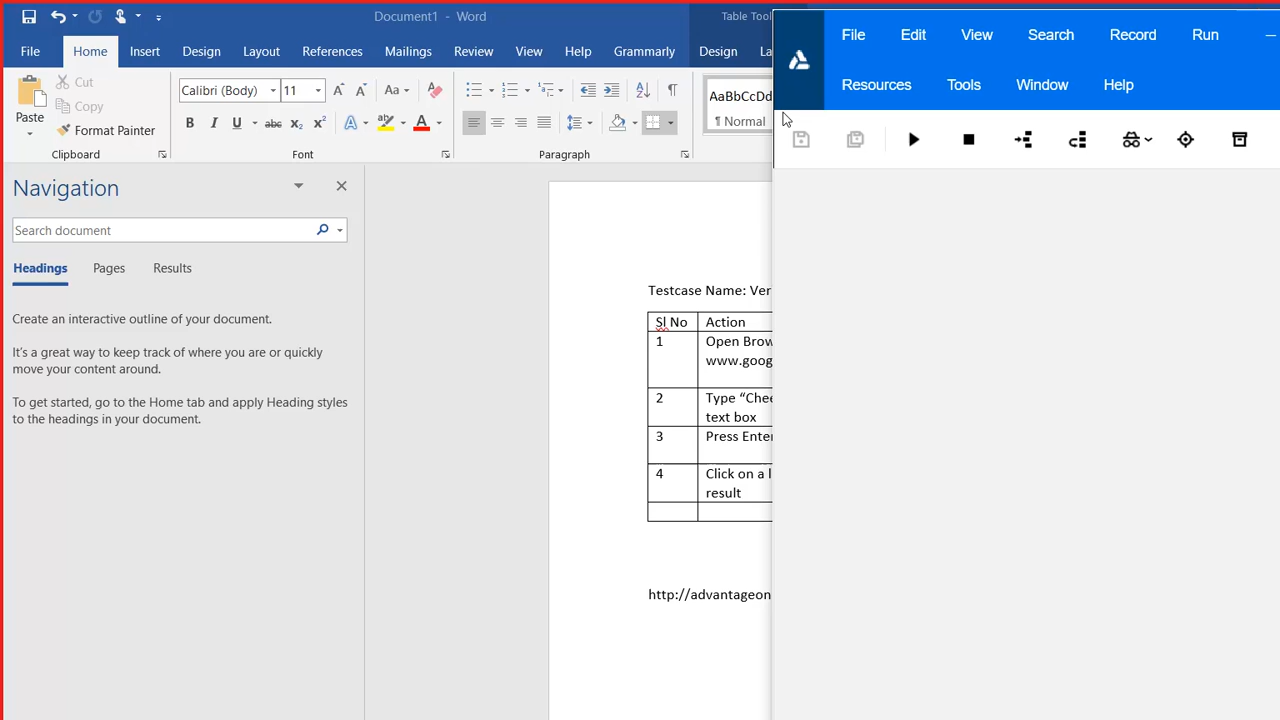 Document1 - Word
Table Tool
File Home Insert Design Layout References Mailings Review View Help Grammarly Design La
Paste
Cut
Copy
Format Painter
Clipboard
Calibri (Body) 11
Font
Paragraph
AaBbCcDd
¶ Normal
Navigation
Search document
Headings Pages Results
Create an interactive outline of your document.
It's a great way to keep track of where you are or quickly
move your content around.
To get started, go to the Home tab and apply Heading styles
to the headings in your document.
Testcase Name: Ver
Sl No Action
1 Open Brow
www.goog
2 Type “Chee
text box
3 Press Enter
4 Click on a l
result
http://advantageon
File Edit View Search Record Run
Resources Tools Window Help